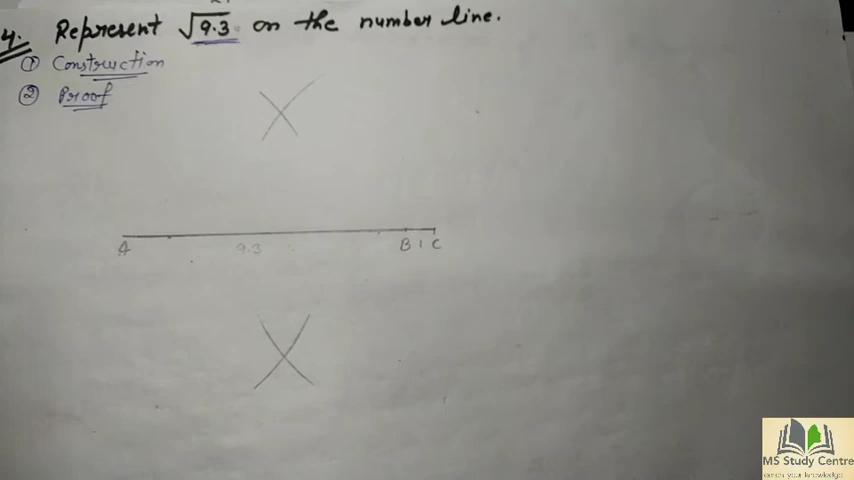 4. Represent √9.3 on the number line.
① Construction
② Proof
A 9.3 B 1 C
MS Study Centre